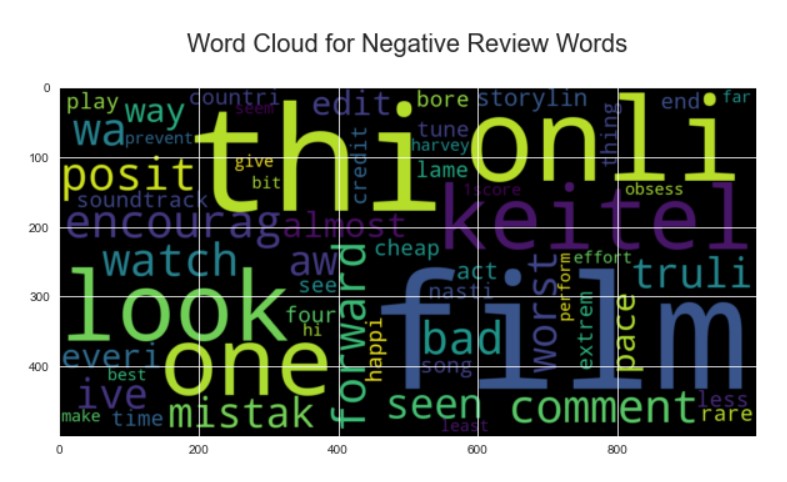 Word Cloud for Negative Review Words
0
play
way
countri
seem
edit
bore
storylin
end
far
wa
prevent
thi
credit
tune
onli
thing
100
harvey
give
posit
bit
lame
1score
obsess
soundtrack
200
encourag
almost
keitel
watch
aw
cheap
forward
act
worst
perform
effort
truli
see
nasti
300
look
four
hi
film
extrem
pace
happi
bad
everi
one
song
400
best
ive
mistak
seen
comment
less
make
time
least
rare
0
200
400
600
800